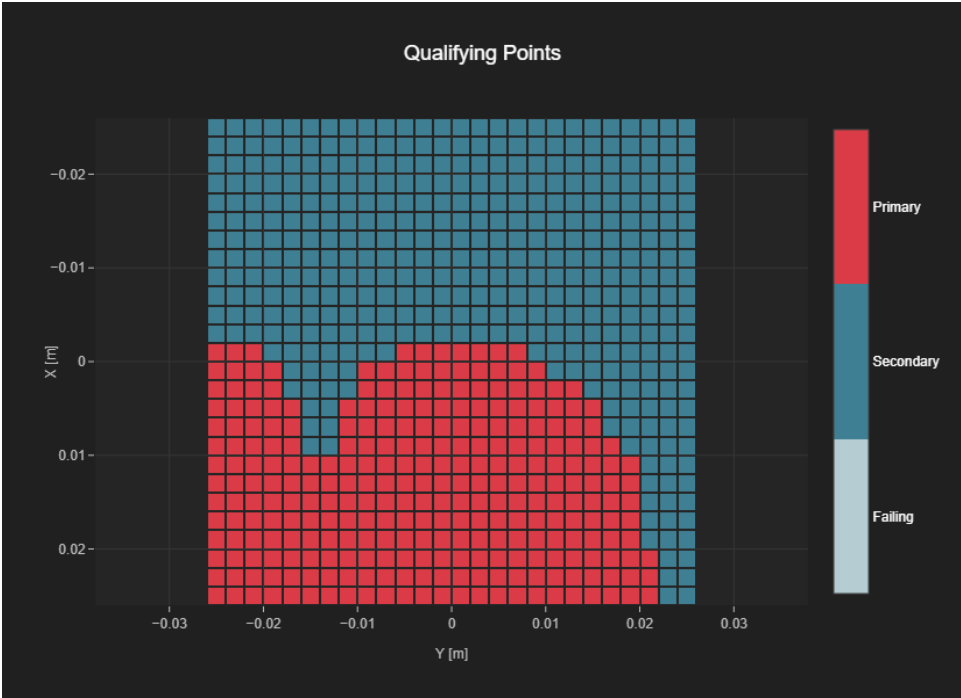 Qualifying Points
−0.02
−0.01
0
0.01
0.02
X [m]
−0.03
−0.02
−0.01
0
0.01
0.02
0.03
Y [m]
Primary
Secondary
Failing